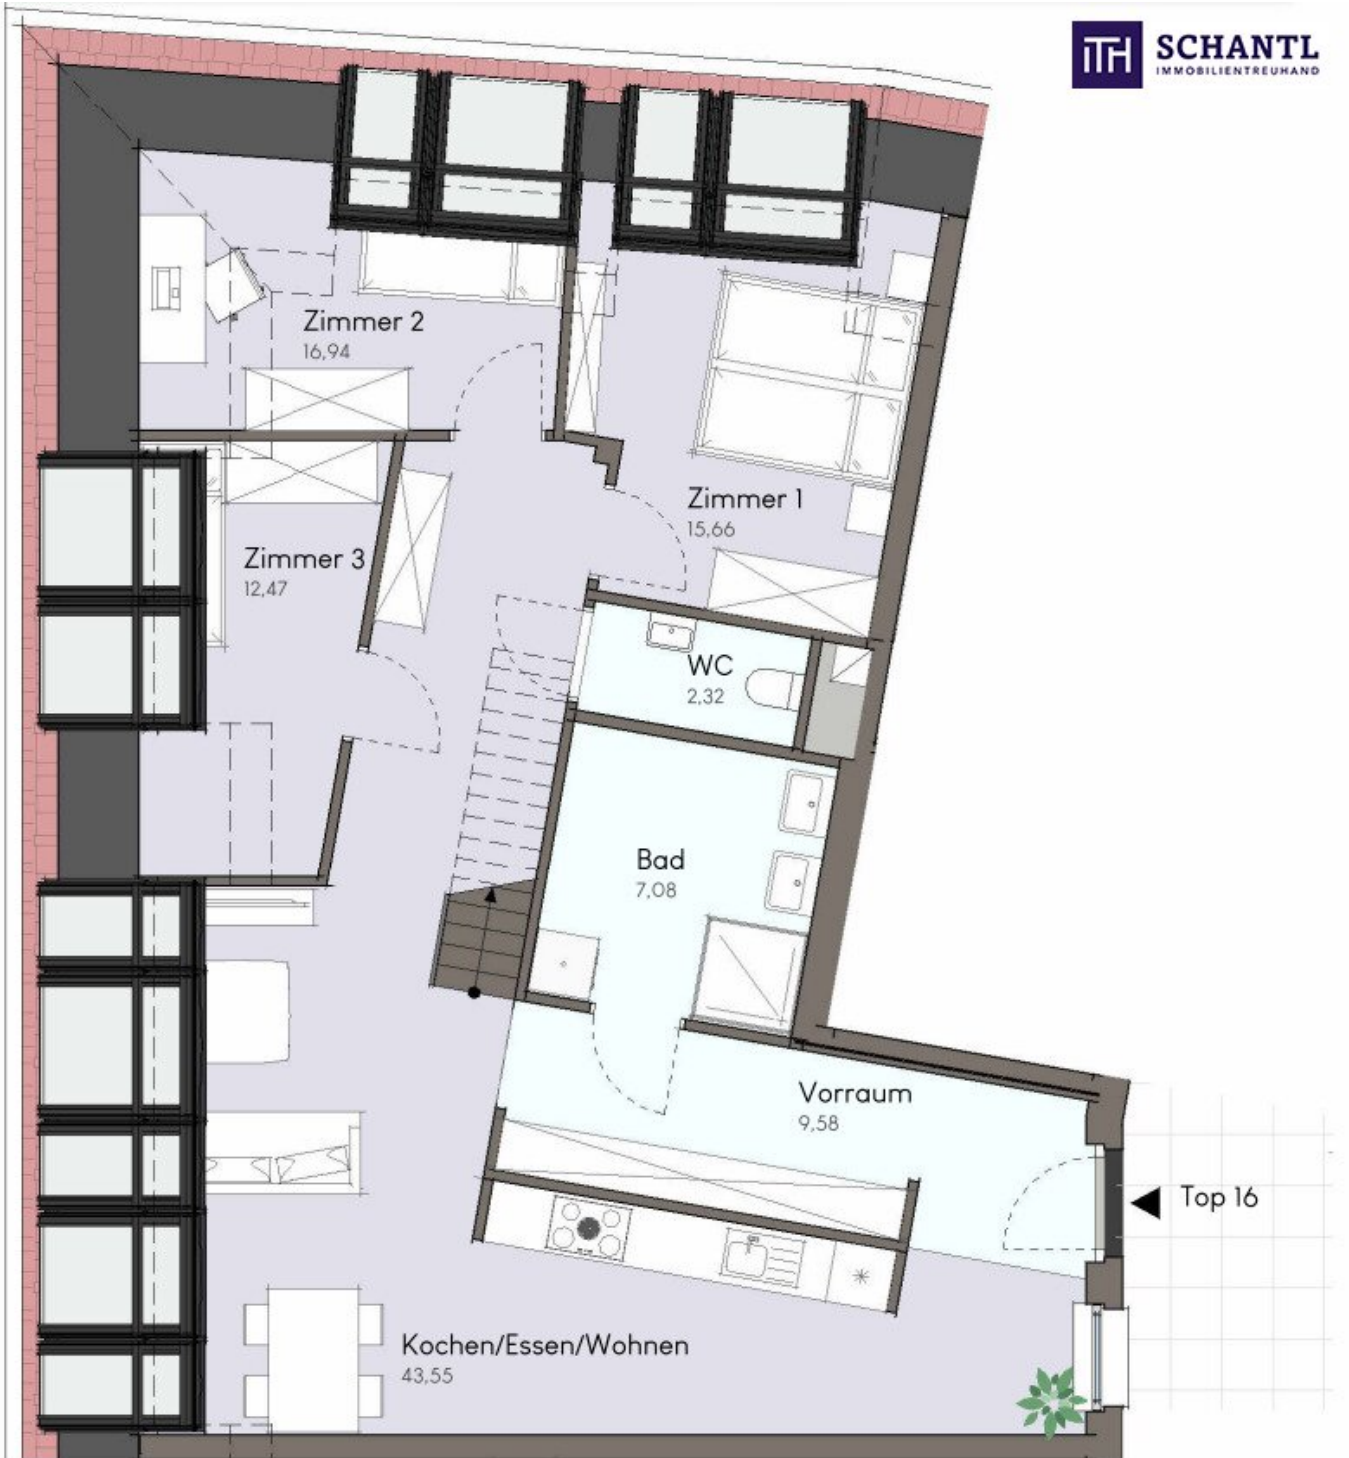 iTH SCHANTL
IMMOBILIENTREUHAND
Zimmer 2
16,94
Zimmer 1
15,66
Zimmer 3
12,47
WC
2,32
Bad
7,08
Vorraum
9,58
Top 16
Kochen/Essen/Wohnen
43,55